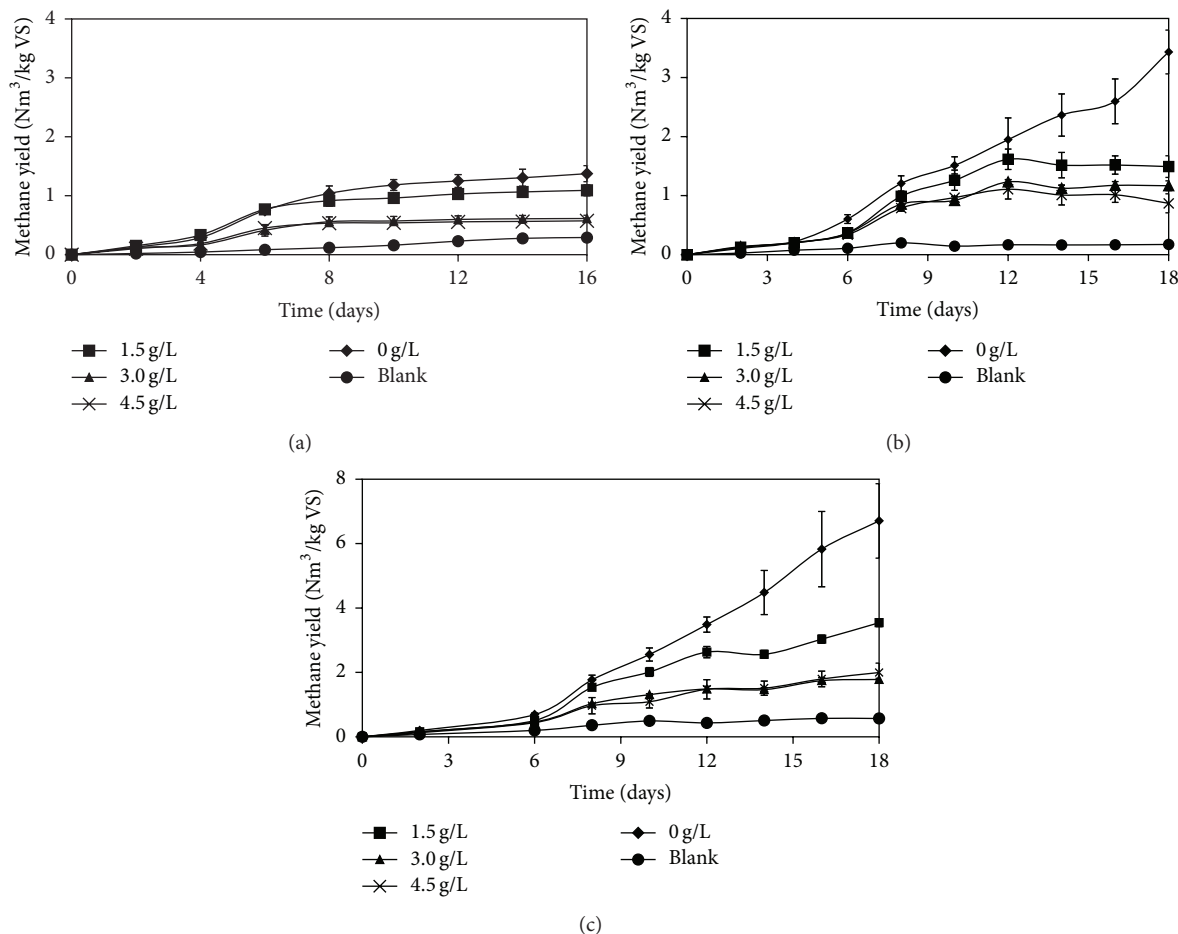 4
3
2
1
0
Methane yield (Nm³/kg VS)
0 4 8 12 16
Time (days)
1.5 g/L
3.0 g/L
4.5 g/L
0 g/L
Blank
(a)
4
3
2
1
0
Methane yield (Nm³/kg VS)
0 3 6 9 12 15 18
Time (days)
1.5 g/L
3.0 g/L
4.5 g/L
0 g/L
Blank
(b)
8
6
4
2
0
Methane yield (Nm³/kg VS)
0 3 6 9 12 15 18
Time (days)
1.5 g/L
3.0 g/L
4.5 g/L
0 g/L
Blank
(c)